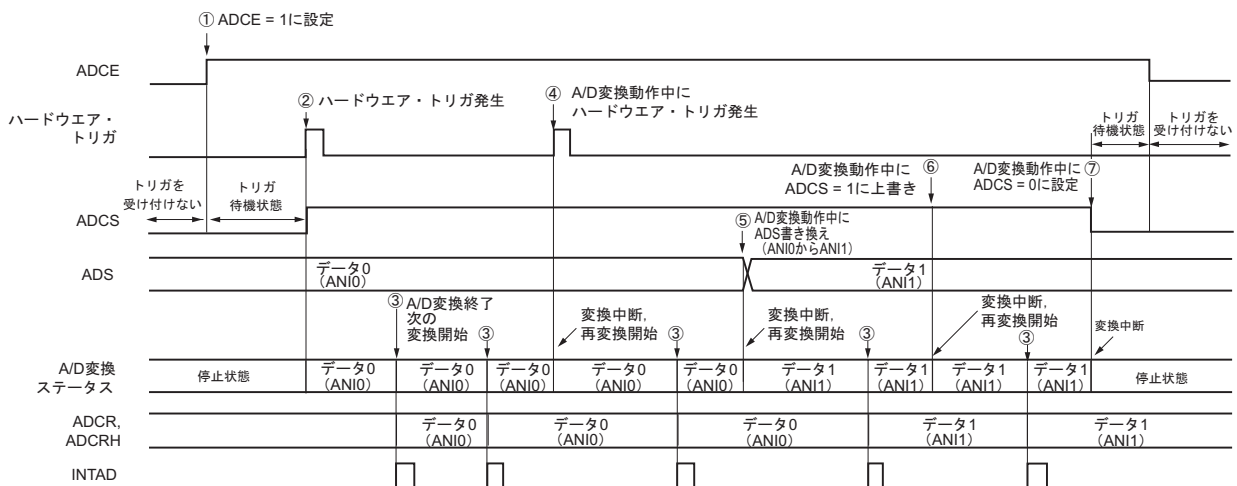 ① ADCE = 1に設定
ADCE
② ハードウエア・トリガ発生
④ A/D変換動作中に
ハードウエア・トリガ発生
ハードウエア・
トリガ
トリガ
待機状態
トリガを
受け付けない
トリガを
受け付けない
トリガ
待機状態
A/D変換動作中に ⑥
ADCS = 1に上書き
A/D変換動作中に ⑦
ADCS = 0に設定
ADCS
⑤ A/D変換動作中に
ADS書き換え
（ANI0からANI1）
ADS
データ0
（ANI0）
データ1
（ANI1）
③ A/D変換終了
次の
変換開始
③
変換中断,
再変換開始
③
変換中断,
再変換開始
③
変換中断,
再変換開始
③
変換中断
A/D変換
ステータス
停止状態
データ0
（ANI0）
データ0
（ANI0）
データ0
（ANI0）
データ0
（ANI0）
データ0
（ANI0）
データ1
（ANI1）
データ1
（ANI1）
データ1
（ANI1）
データ1
（ANI1）
停止状態
ADCR,
ADCRH
データ0
（ANI0）
データ0
（ANI0）
データ0
（ANI0）
データ1
（ANI1）
データ1
（ANI1）
INTAD